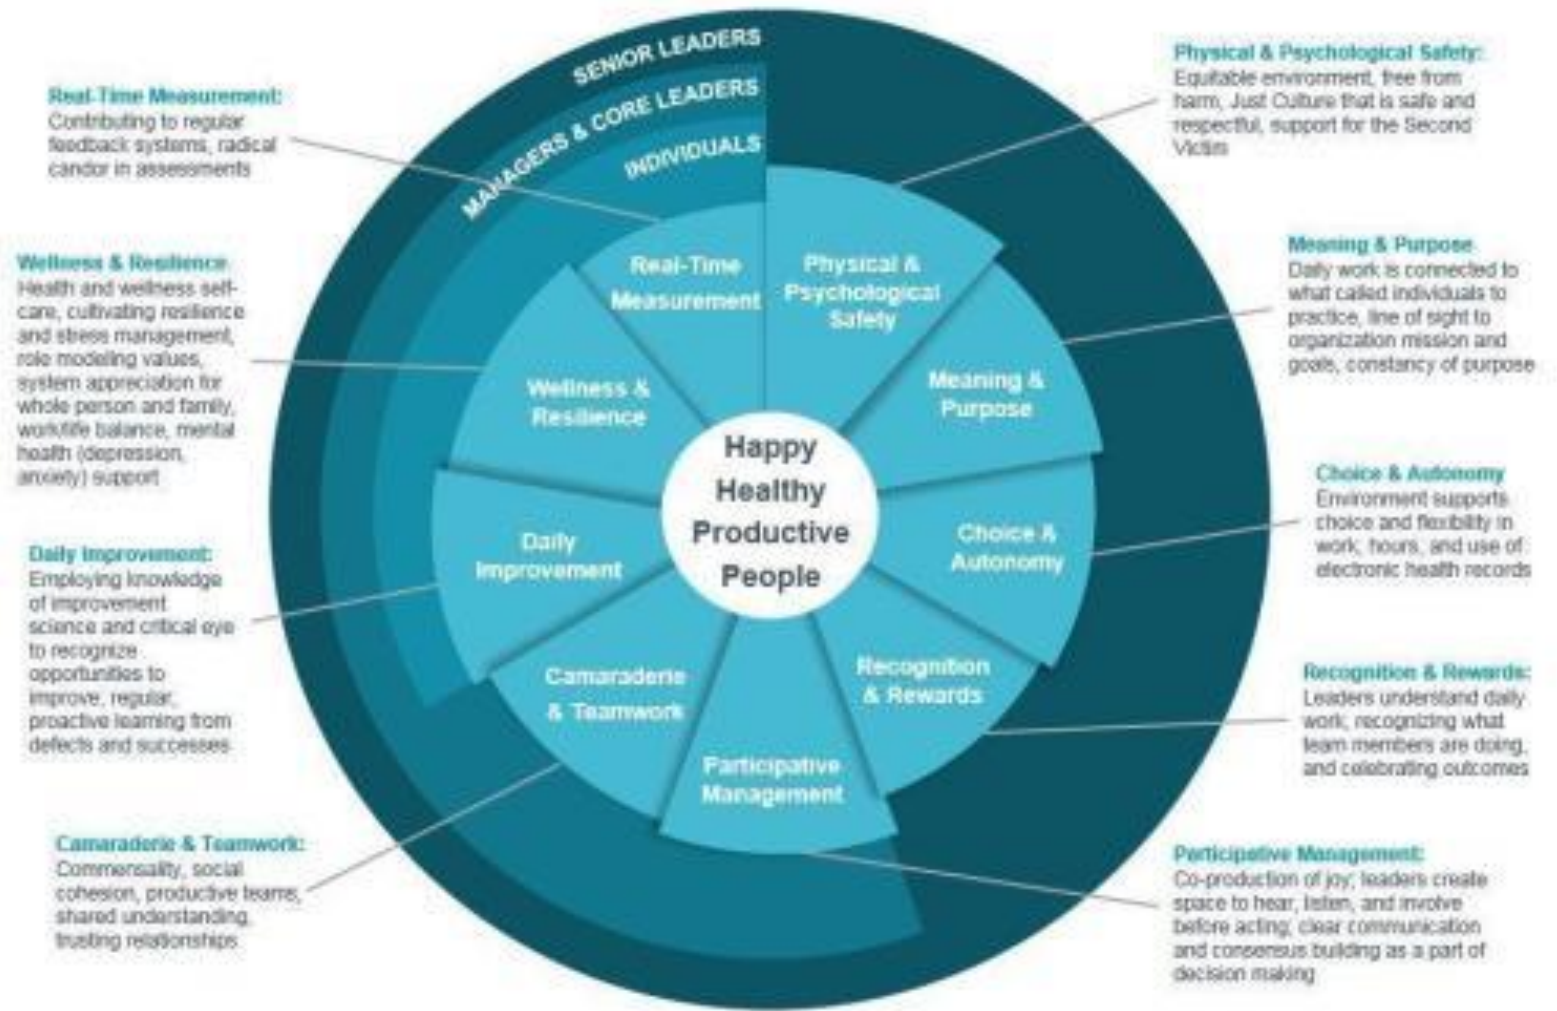 SENIOR LEADERS
MANAGERS & CORE LEADERS
INDIVIDUALS
Real-Time Measurement:
Contributing to regular
feedback systems, radical
candor in assessments
Wellness & Resilience
Health and wellness self-
care, cultivating resilience
and stress management,
role modeling values,
system appreciation for
whole person and family,
work/life balance, mental
health (depression,
anxiety) support
Daily Improvement:
Employing knowledge
of improvement
science and critical eye
to recognize
opportunities to
improve, regular,
proactive learning from
defects and successes
Camaraderie & Teamwork:
Commensality, social
cohesion, productive teams,
shared understanding,
trusting relationships
Real-Time
Measurement
Physical &
Psychological
Safety
Wellness &
Resilience
Meaning &
Purpose
Happy
Healthy
Productive
People
Daily
Improvement
Choice &
Autonomy
Camaraderie
& Teamwork
Recognition
& Rewards
Participative
Management
Physical & Psychological Safety:
Equitable environment, free from
harm, Just Culture that is safe and
respectful, support for the Second
Victim
Meaning & Purpose
Daily work is connected to
what called individuals to
practice, line of sight to
organization mission and
goals, constancy of purpose
Choice & Autonomy
Environment supports
choice and flexibility in
work, hours, and use of
electronic health records
Recognition & Rewards:
Leaders understand daily
work, recognizing what
team members are doing,
and celebrating outcomes
Participative Management:
Co-production of joy; leaders create
space to hear, listen, and involve
before acting; clear communication
and consensus building as a part of
decision making